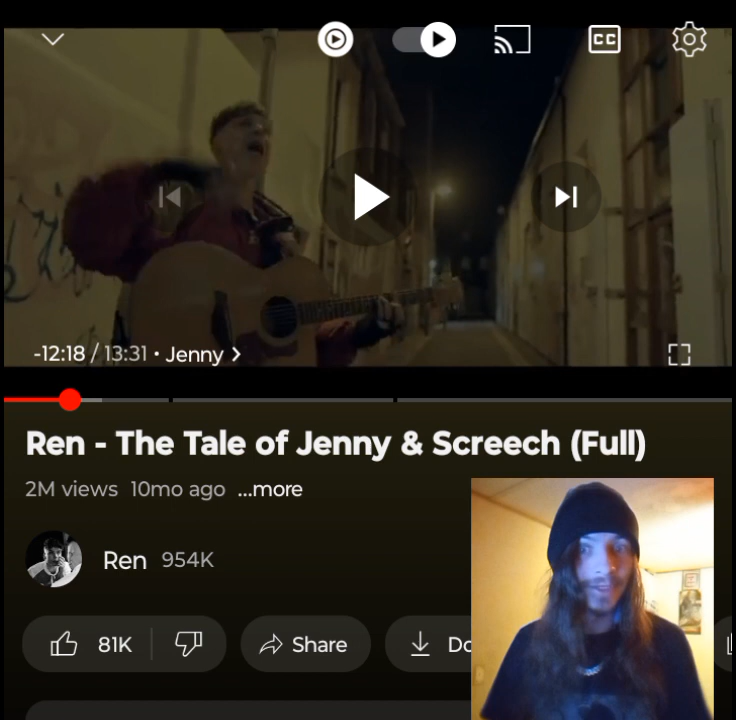 CC
-12:18 / 13:31 • Jenny >
Ren - The Tale of Jenny & Screech (Full)
2M views 10mo ago ...more
Ren 954K
81K Share Do